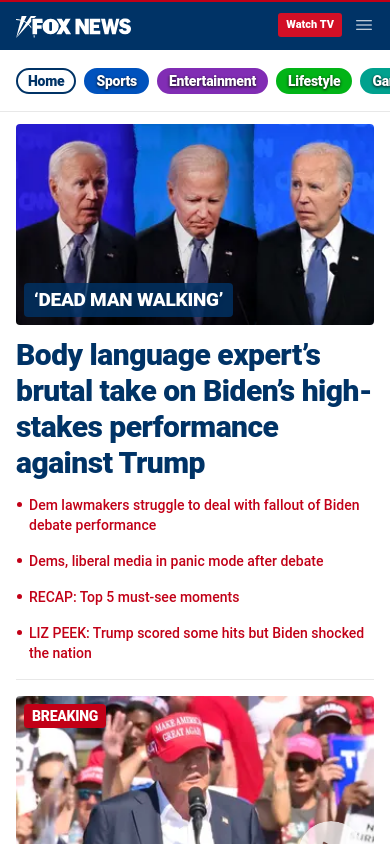 FOX NEWS
Watch TV
Home
Sports
Entertainment
Lifestyle
Ga
CNN
‘DEAD MAN WALKING’
Body language expert’s
brutal take on Biden’s high-
stakes performance
against Trump
Dem lawmakers struggle to deal with fallout of Biden
debate performance
Dems, liberal media in panic mode after debate
RECAP: Top 5 must-see moments
LIZ PEEK: Trump scored some hits but Biden shocked
the nation
BREAKING
MAKE AMERICA
GREAT AGAIN